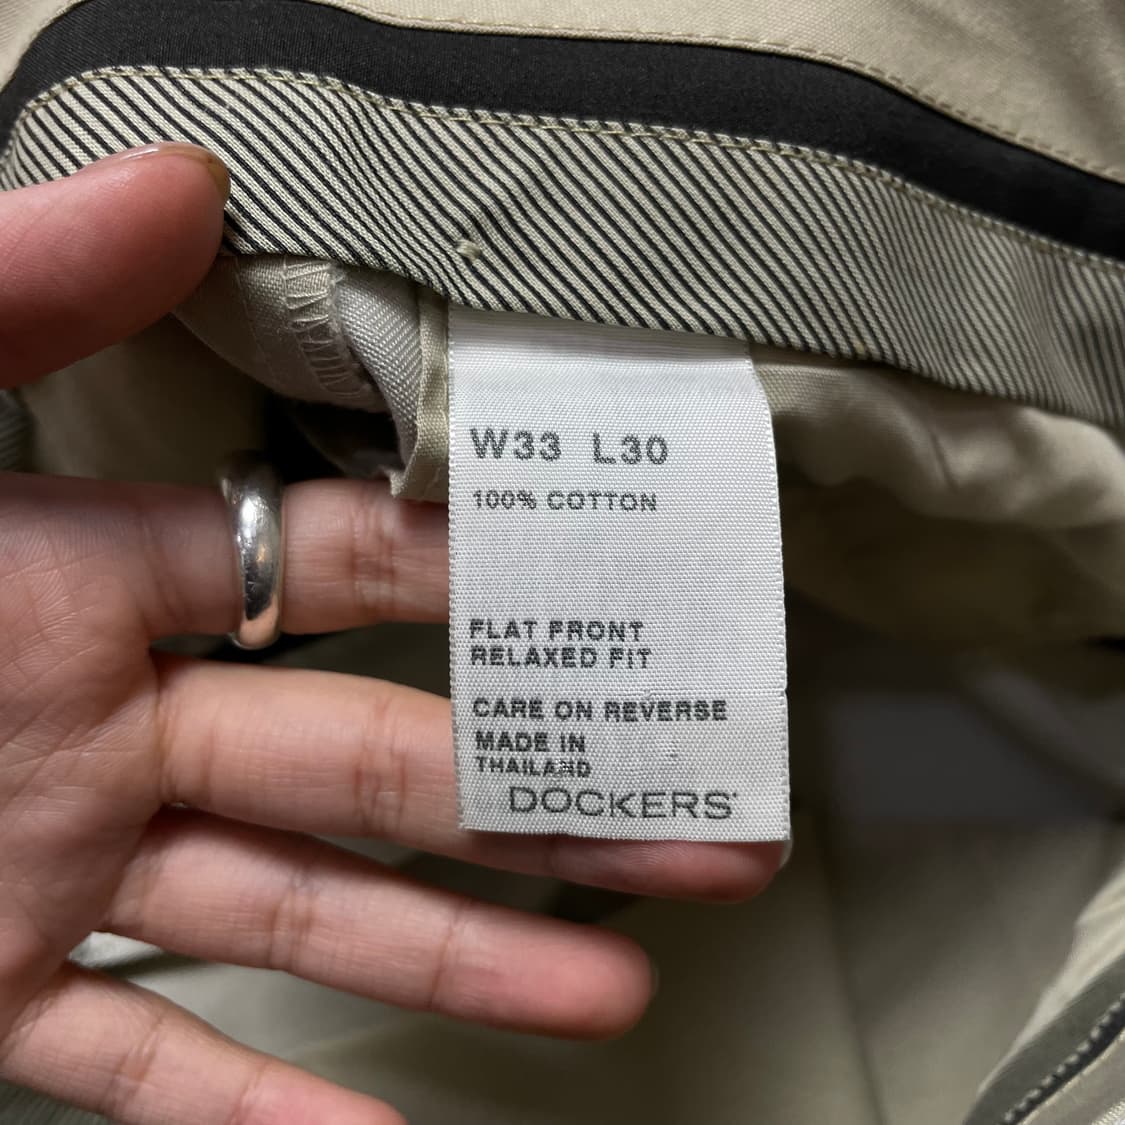 W33 L30
100% COTTON
FLAT FRONT
RELAXED FIT
CARE ON REVERSE
MADE IN
THAILAND
DOCKERS®